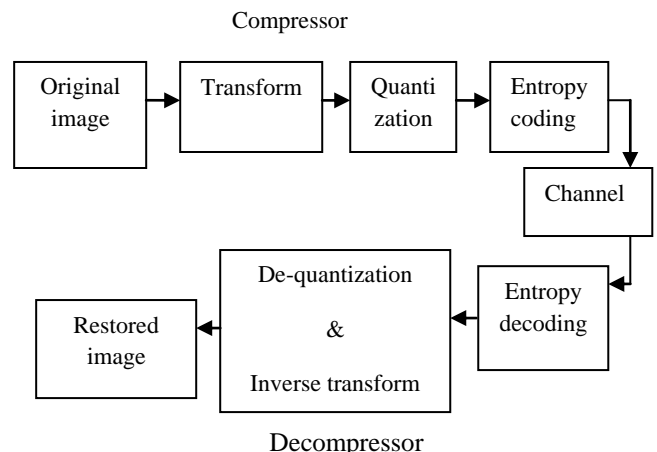 Compressor
Original
image
Transform
Quanti
zation
Entropy
coding
Channel
De-quantization
&
Inverse transform
Entropy
decoding
Restored
image
Decompressor